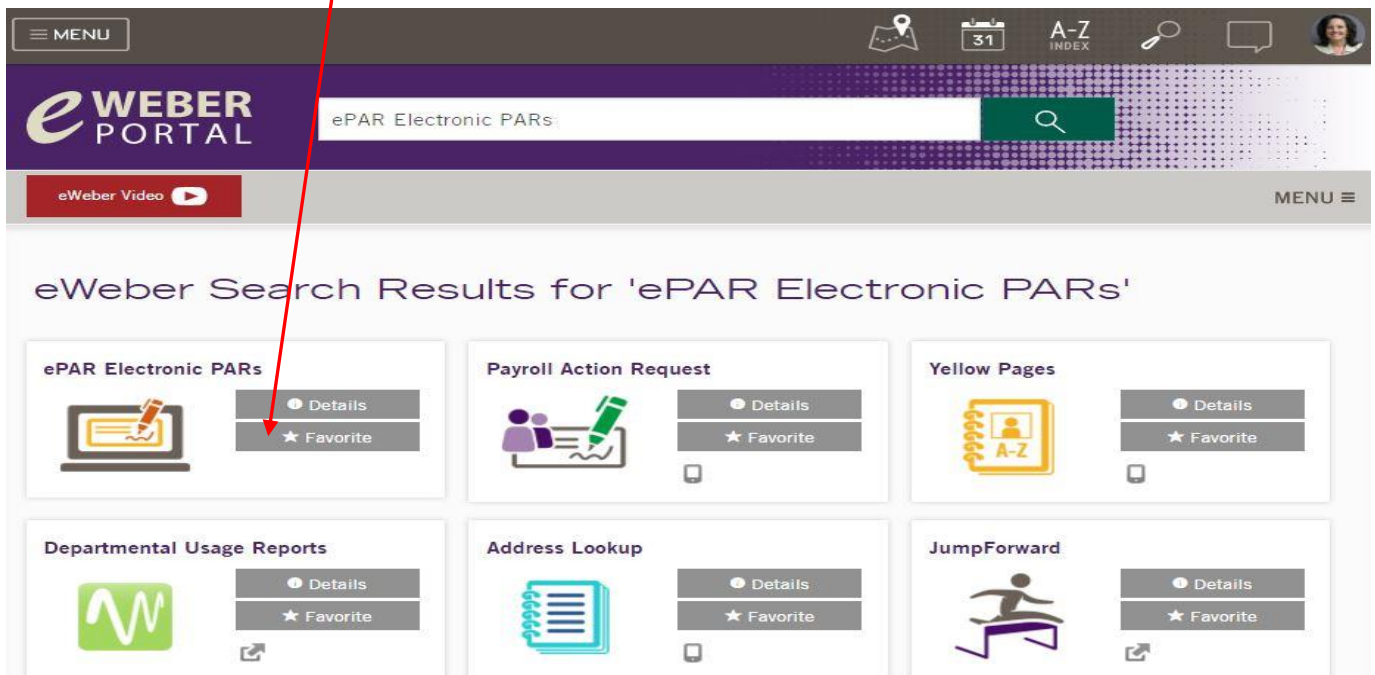 ≡ MENU
31
A-Z
INDEX
e WEBER
PORTAL
ePAR Electronic PARs
eWeber Video
MENU ≡
eWeber Search Results for 'ePAR Electronic PARs'
ePAR Electronic PARs
Details
★ Favorite
Payroll Action Request
Details
★ Favorite
Yellow Pages
A-Z
Details
★ Favorite
Departmental Usage Reports
Details
★ Favorite
Address Lookup
Details
★ Favorite
JumpForward
Details
★ Favorite